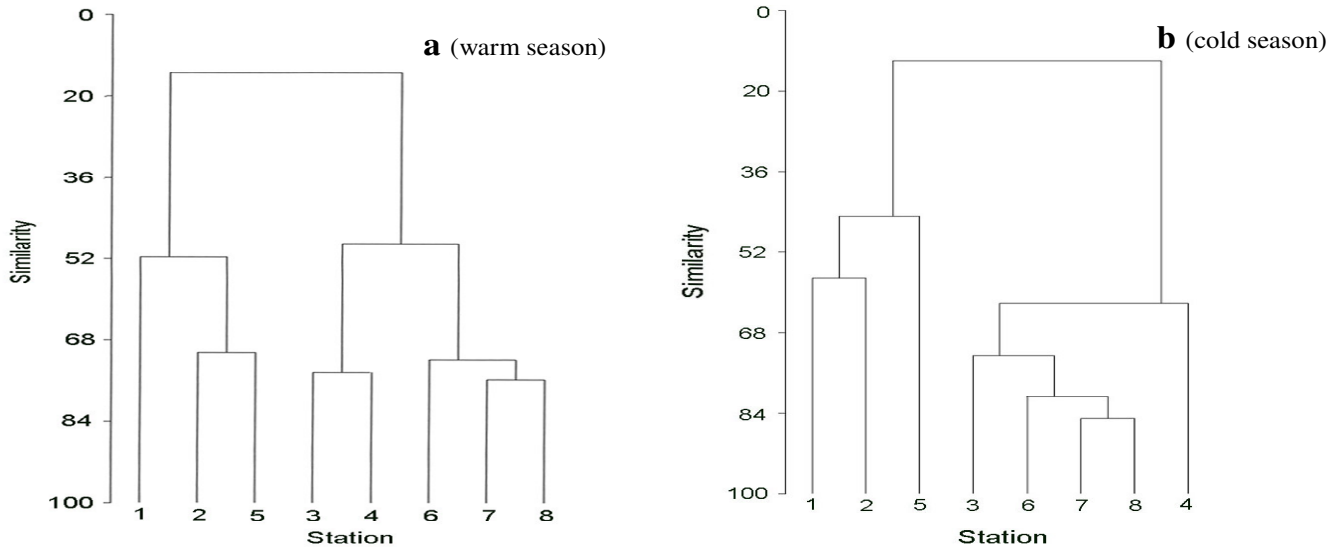 a (warm season)
0
20
36
52
68
84
100
Similarity
1 2 5 3 4 6 7 8
Station
b (cold season)
0
20
36
52
68
84
100
Similarity
1 2 5 3 6 7 8 4
Station